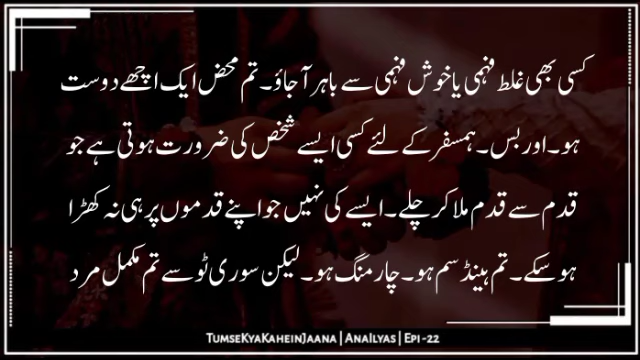 کسی بھی غلط فہمی یا خوش فہمی سے باہر آ جاؤ۔ تم محض ایک اچھے دوست
ہو۔ اور بس۔ ہمسفر کے لئے کسی ایسے شخص کی ضرورت ہوتی ہے جو
قدم سے قدم ملا کر چلے۔ ایسے کی نہیں جو اپنے قدموں پر ہی نہ کھڑا
ہو سکے۔ تم ہینڈسم ہو۔ چارمنگ ہو۔ لیکن سوری ٹو سے تم مکمل مرد
TumseKyaKaheinJaana | AnaIlyas | Epi -22